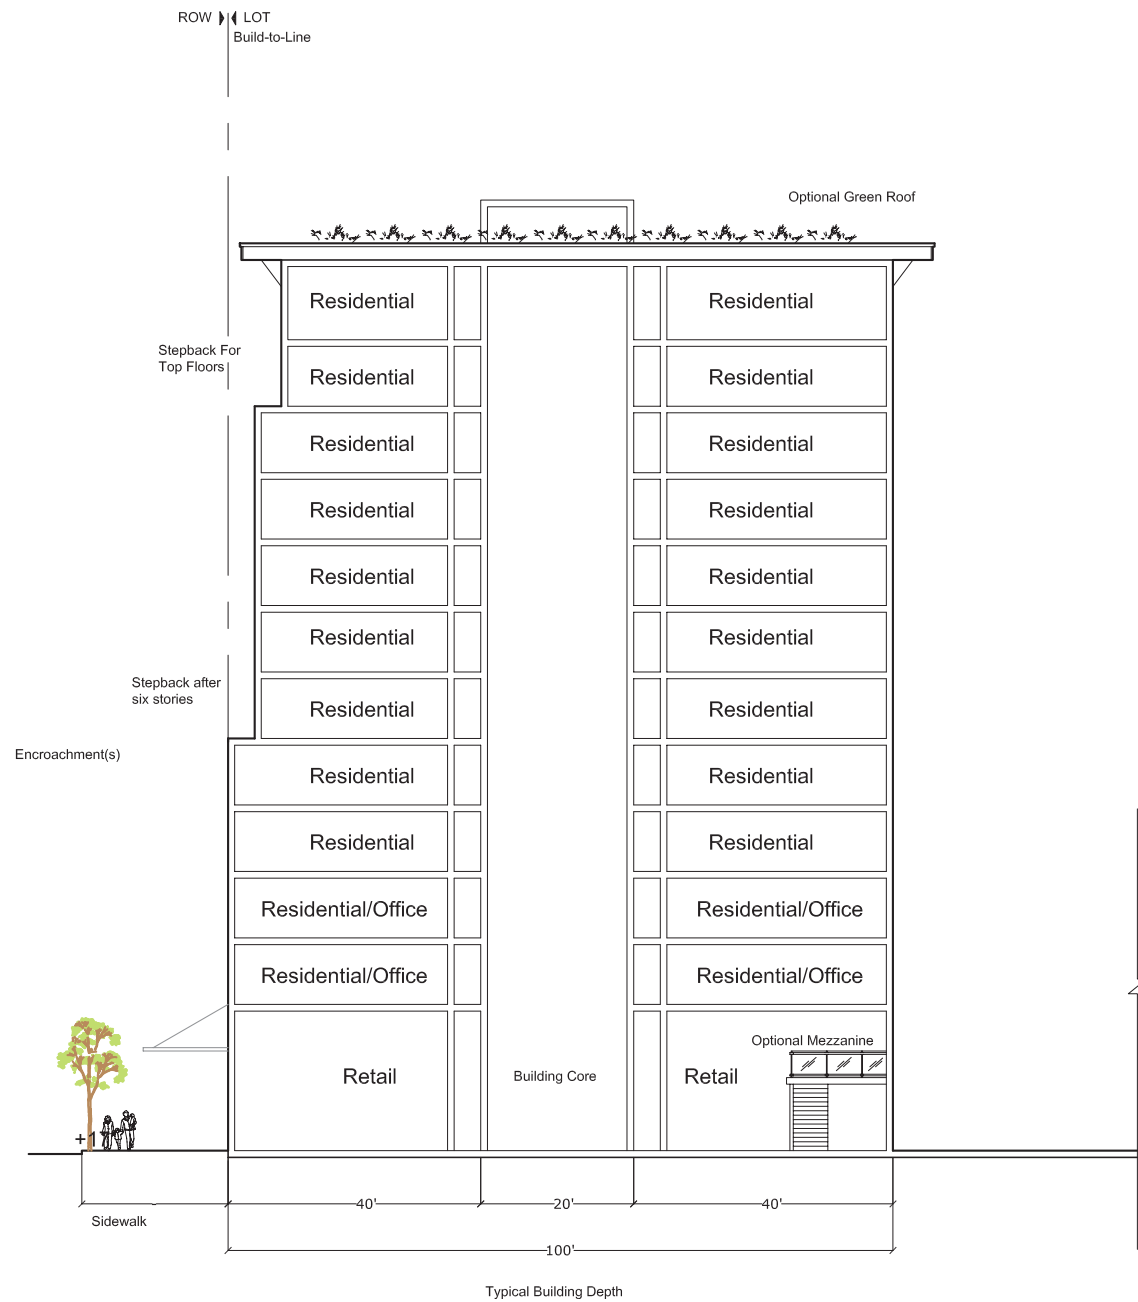 ROW LOT
Build-to-Line
Optional Green Roof
Residential Residential
Stepback For
Top Floors
Residential Residential
Residential Residential
Residential Residential
Residential Residential
Residential Residential
Stepback after
six stories
Residential Residential
Encroachment(s)
Residential Residential
Residential Residential
Residential/Office Residential/Office
Residential/Office Residential/Office
Optional Mezzanine
Retail Building Core Retail
40' 20' 40'
Sidewalk
100'
Typical Building Depth